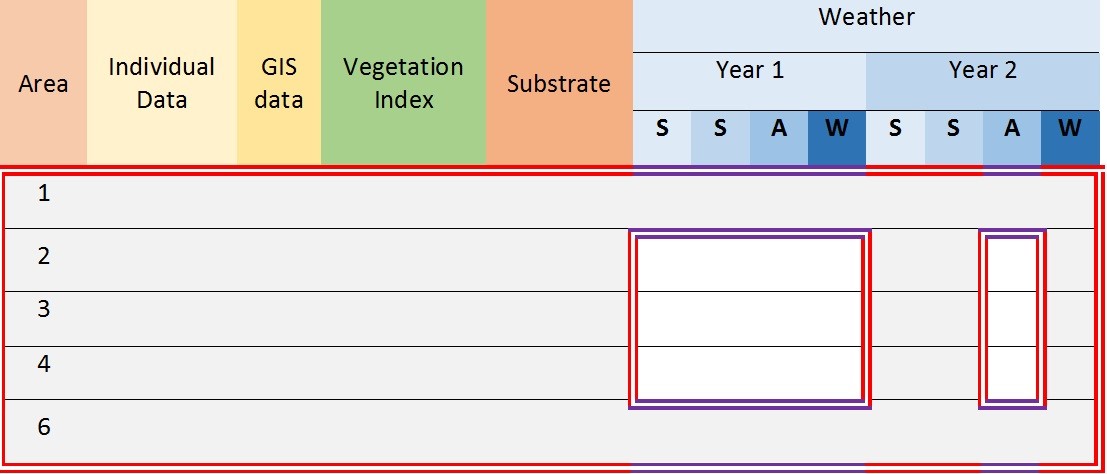 Weather
Area Individual Data GIS data Vegetation Index Substrate Year 1 Year 2
S S A W S S A W
1
2
3
4
6